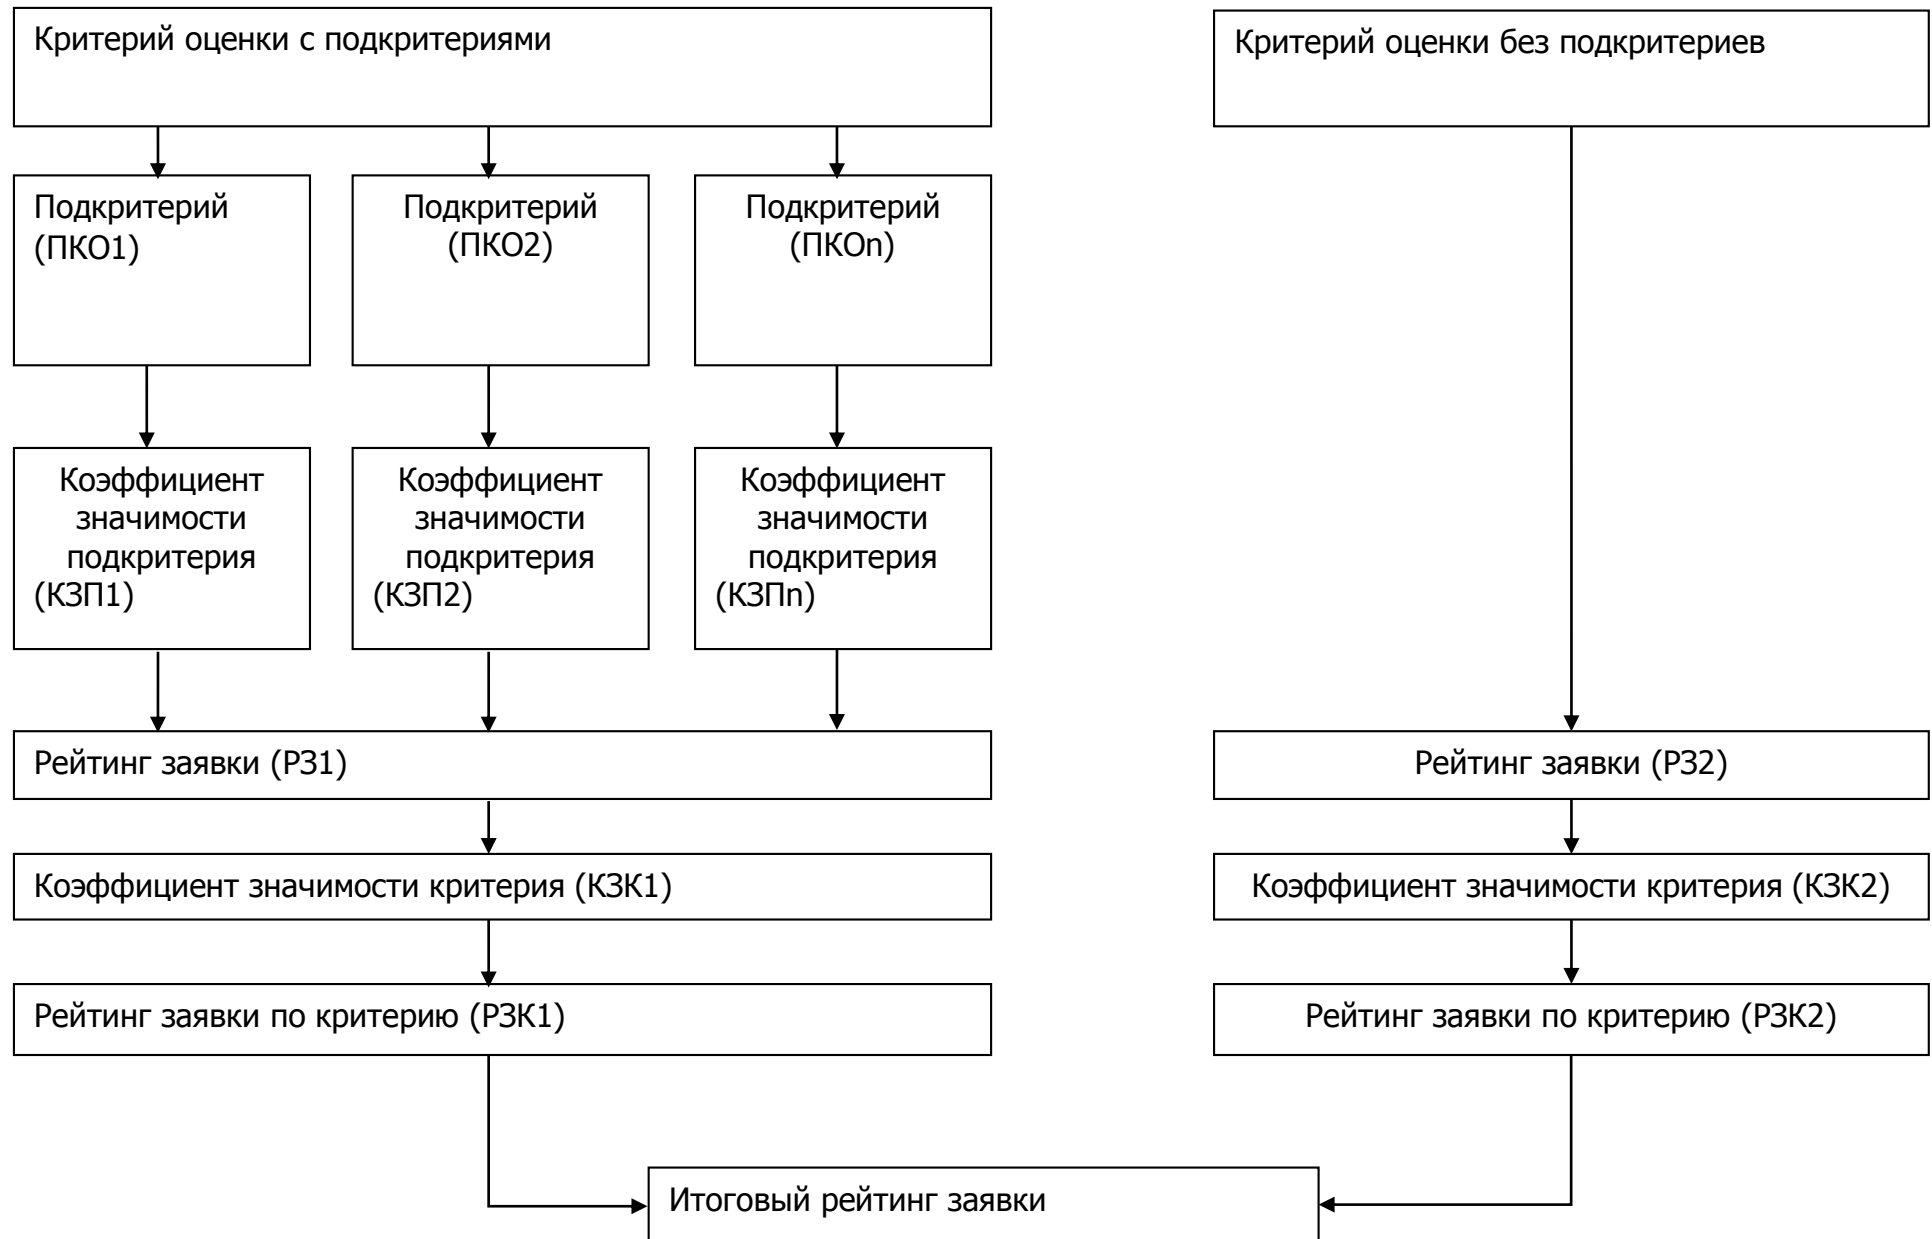 Критерий оценки с подкритериями
Критерий оценки без подкритериев
Подкритерий
(ПКО1)
Подкритерий
(ПКО2)
Подкритерий
(ПКОn)
Коэффициент
значимости
подкритерия
(КЗП1)
Коэффициент
значимости
подкритерия
(КЗП2)
Коэффициент
значимости
подкритерия
(КЗПn)
Рейтинг заявки (РЗ1)
Рейтинг заявки (РЗ2)
Коэффициент значимости критерия (КЗК1)
Коэффициент значимости критерия (КЗК2)
Рейтинг заявки по критерию (РЗК1)
Рейтинг заявки по критерию (РЗК2)
Итоговый рейтинг заявки